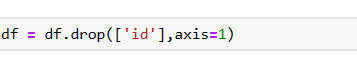 df = df.drop(['id'],axis=1)